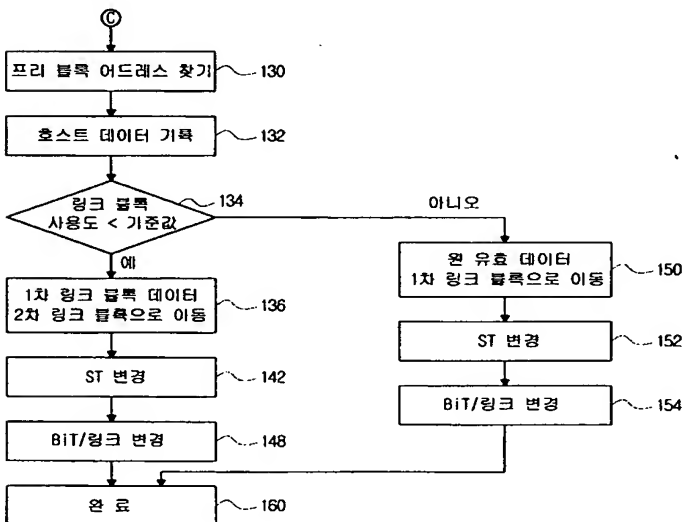 C
프리 블록 어드레스 찾기 130
호스트 데이터 기록 132
링크 블록 134
사용도 < 기준값
아니오
예
원 유효 데이터
1차 링크 블록으로 이동 150
1차 링크 블록 데이터
2차 링크 블록으로 이동 136
ST 변경 152
ST 변경 142
BiT/링크 변경 154
BiT/링크 변경 148
완 료 160